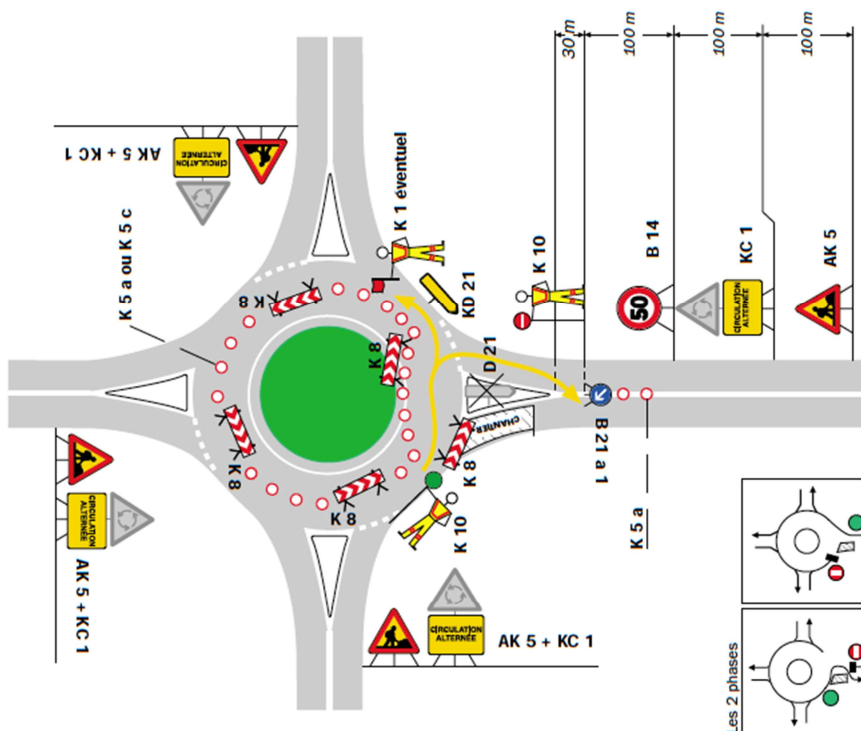 K 5 a ou K 5 c
AK 5 + KC 1
CIRCULATION
ALTERNÉE
K 8
K 1 éventuel
KD 21
K 8
K 8
K 8
D 21
K 8
CHANTIER
K 10
AK 5 + KC 1
CIRCULATION
ALTERNÉE
AK 5 + KC 1
CIRCULATION
ALTERNÉE
K 10
B 14
50
KC 1
CIRCULATION
ALTERNÉE
AK 5
30 m
100 m
100 m
100 m
B 21 a 1
K 5 a
Les 2 phases